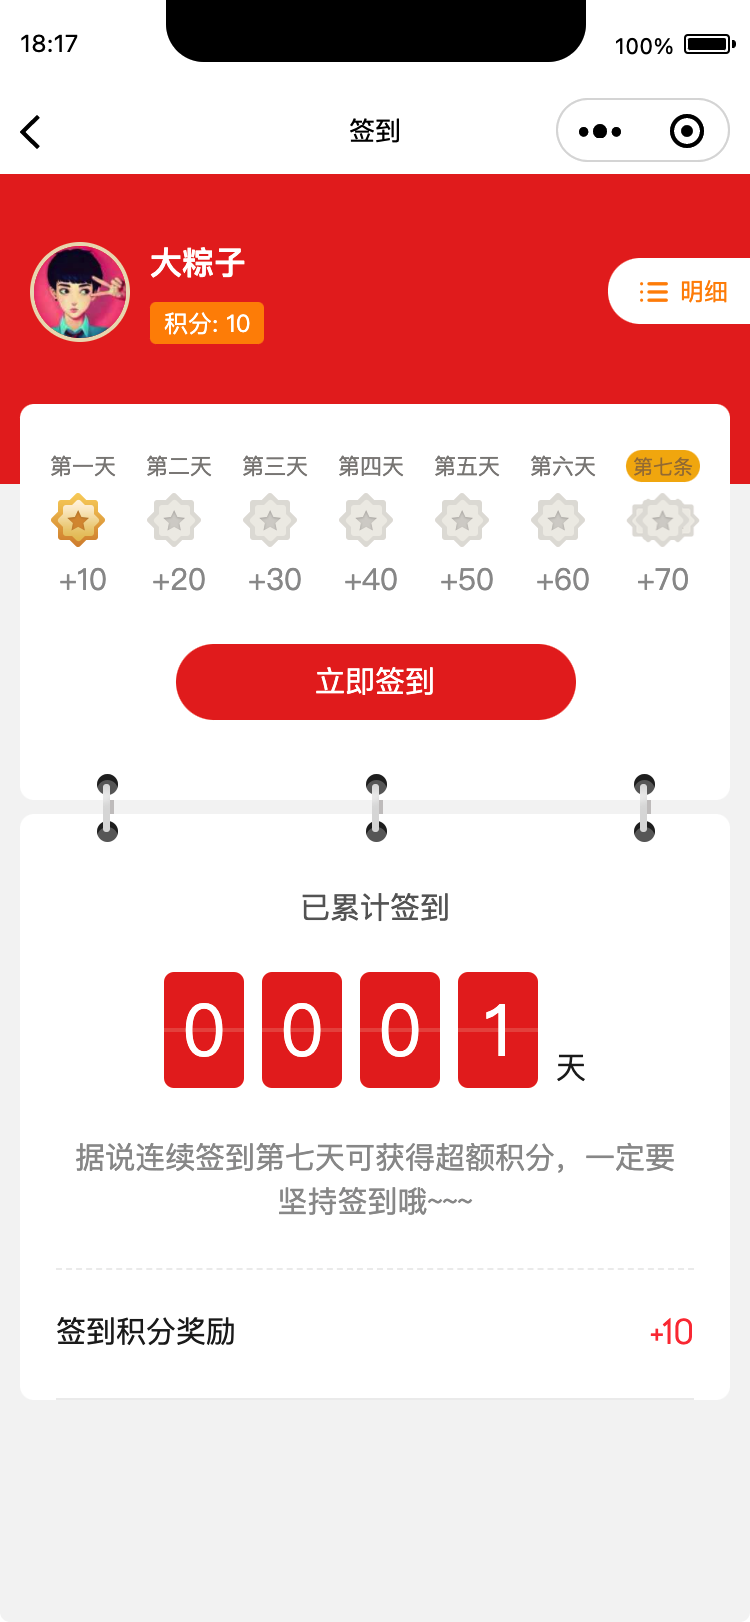 18:17
100%
签到
大粽子
积分: 10
明细
第一天 第二天 第三天 第四天 第五天 第六天 第七条
+10 +20 +30 +40 +50 +60 +70
立即签到
已累计签到
0 0 0 1 天
据说连续签到第七天可获得超额积分，一定要
坚持签到哦~~~
签到积分奖励 +10